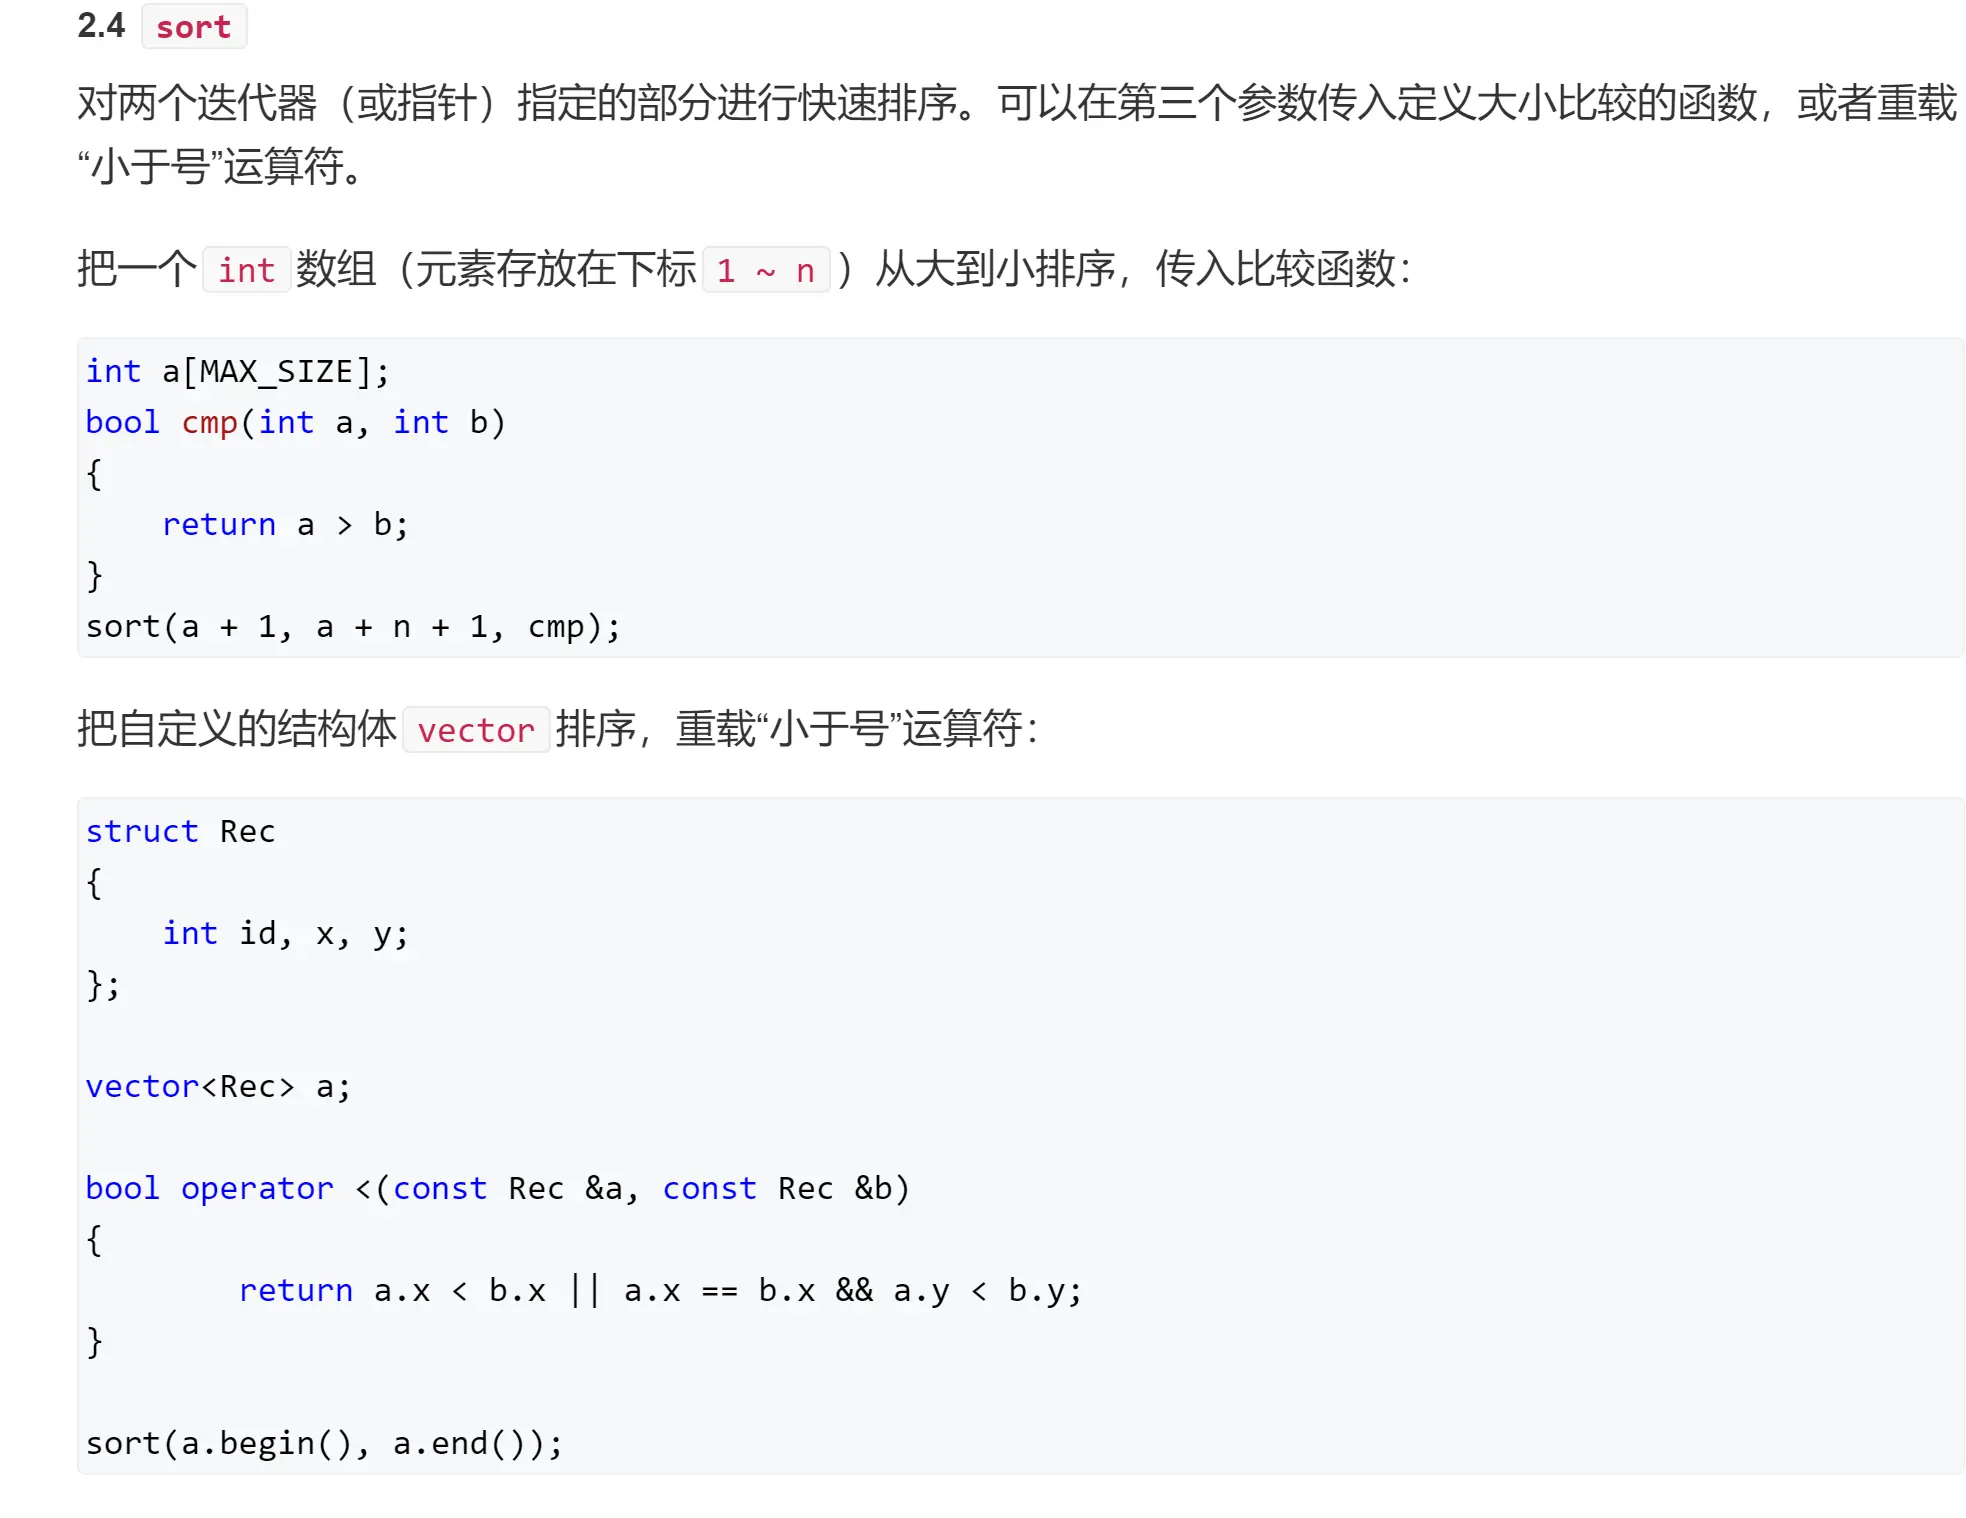 2.4 sort
对两个迭代器（或指针）指定的部分进行快速排序。可以在第三个参数传入定义大小比较的函数，或者重载
“小于号”运算符。
把一个 int 数组（元素存放在下标 1 ~ n ）从大到小排序，传入比较函数：
int a[MAX_SIZE];
bool cmp(int a, int b)
{
    return a > b;
}
sort(a + 1, a + n + 1, cmp);
把自定义的结构体 vector 排序，重载“小于号”运算符：
struct Rec
{
    int id, x, y;
};
vector<Rec> a;
bool operator <(const Rec &a, const Rec &b)
{
        return a.x < b.x || a.x == b.x && a.y < b.y;
}
sort(a.begin(), a.end());